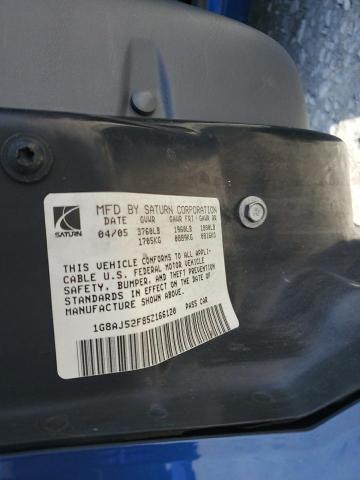 MFD BY SATURN CORPORATION
DATE GVWR GAWR FRT GAWR RR
04/05 3760LB 1960LB 1800LB
1705KG 0889KG 0816KG
SATURN
THIS VEHICLE CONFORMS TO ALL APPLI-
CABLE U.S. FEDERAL MOTOR VEHICLE
SAFETY, BUMPER, AND THEFT PREVENTION
STANDARDS IN EFFECT ON THE DATE OF
MANUFACTURE SHOWN ABOVE.
1G8AJ52F85Z166120 PASS CAR